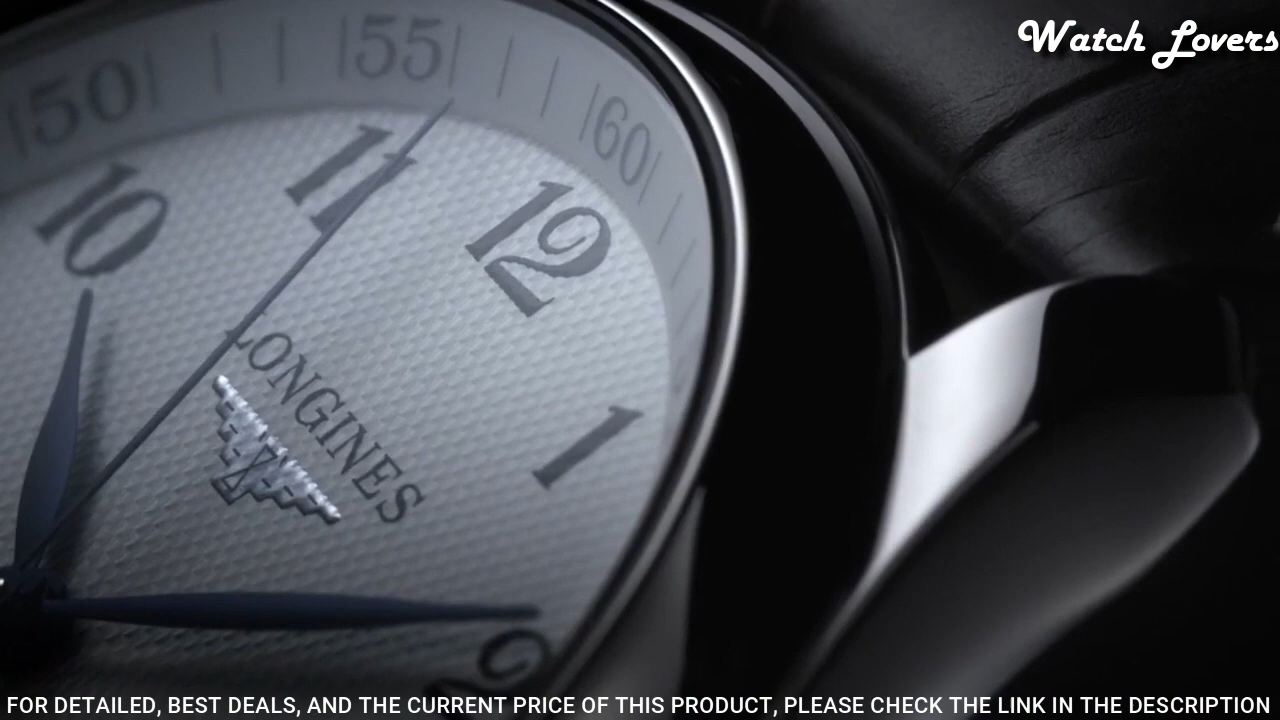 Watch Lovers
50 55 60
10 11 12
LONGINES
1
2
FOR DETAILED, BEST DEALS, AND THE CURRENT PRICE OF THIS PRODUCT, PLEASE CHECK THE LINK IN THE DESCRIPTION